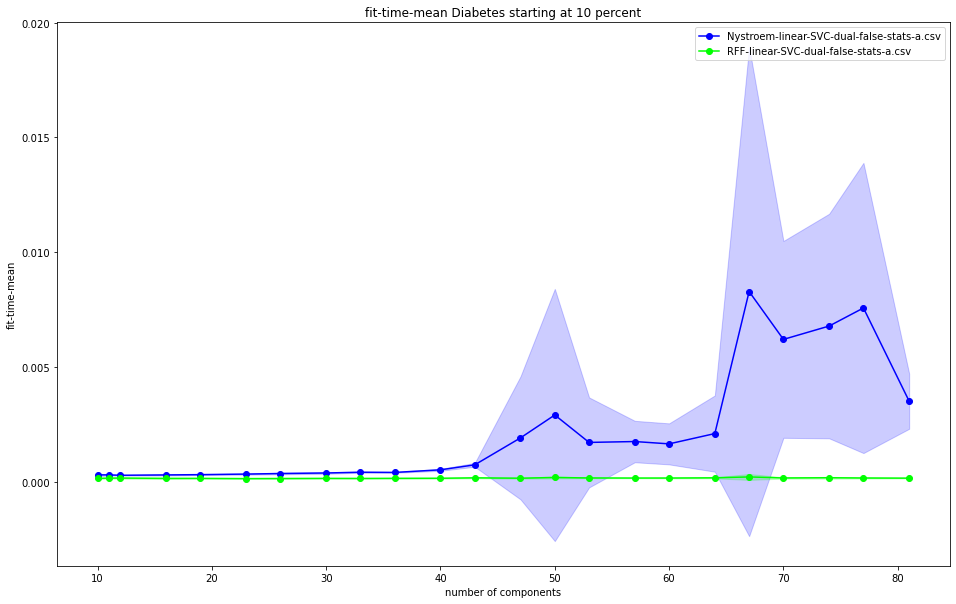 fit-time-mean Diabetes starting at 10 percent
Nystroem-linear-SVC-dual-false-stats-a.csv
RFF-linear-SVC-dual-false-stats-a.csv
0.020
0.015
0.010
0.005
0.000
fit-time-mean
10 20 30 40 50 60 70 80
number of components